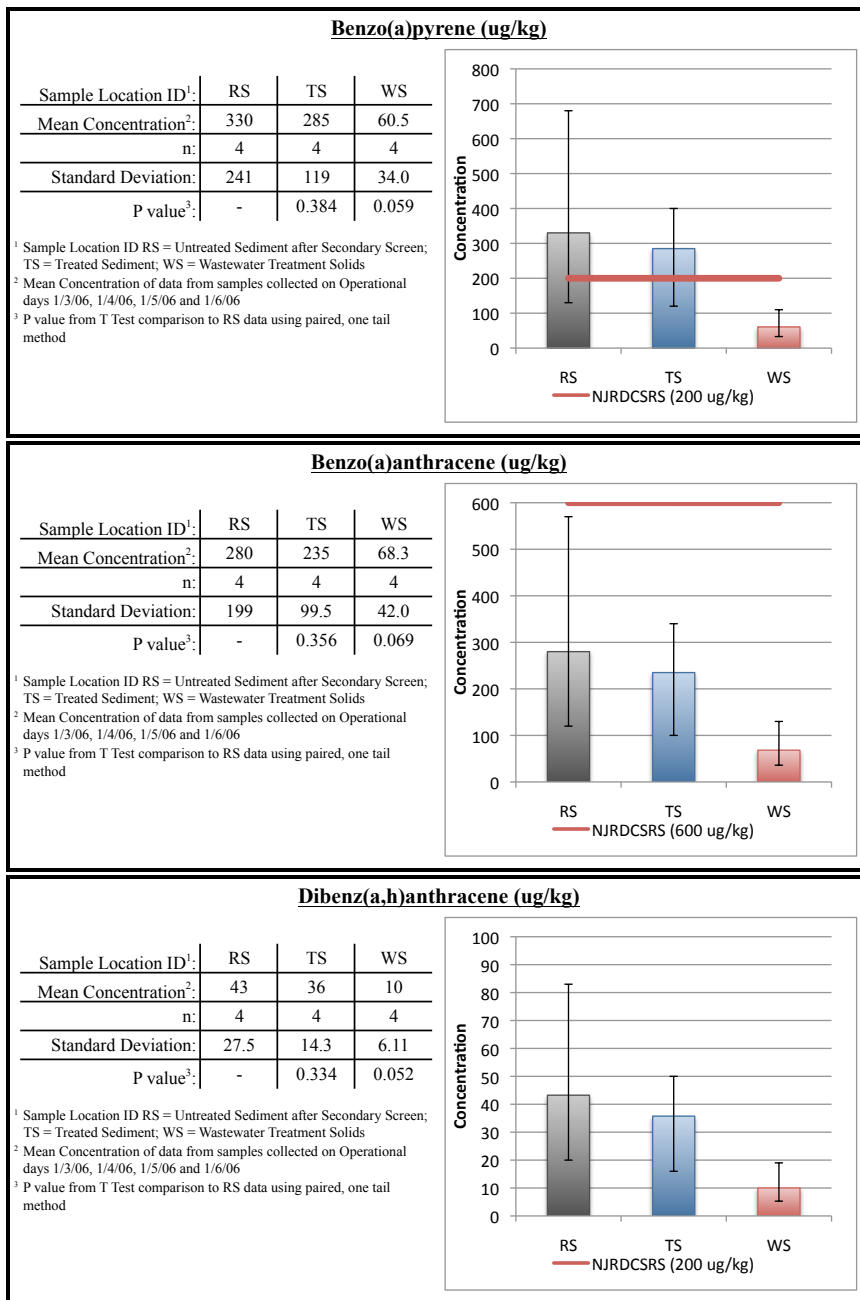 Benzo(a)pyrene (ug/kg)
Sample Location ID¹: RS TS WS
Mean Concentration²: 330 285 60.5
n: 4 4 4
Standard Deviation: 241 119 34.0
P value³: - 0.384 0.059
¹ Sample Location ID RS = Untreated Sediment after Secondary Screen;
TS = Treated Sediment; WS = Wastewater Treatment Solids
² Mean Concentration of data from samples collected on Operational
days 1/3/06, 1/4/06, 1/5/06 and 1/6/06
³ P value from T Test comparison to RS data using paired, one tail
method
Concentration
800
700
600
500
400
300
200
100
0
RS TS WS
NJRDCSRS (200 ug/kg)
Benzo(a)anthracene (ug/kg)
Sample Location ID¹: RS TS WS
Mean Concentration²: 280 235 68.3
n: 4 4 4
Standard Deviation: 199 99.5 42.0
P value³: - 0.356 0.069
¹ Sample Location ID RS = Untreated Sediment after Secondary Screen;
TS = Treated Sediment; WS = Wastewater Treatment Solids
² Mean Concentration of data from samples collected on Operational
days 1/3/06, 1/4/06, 1/5/06 and 1/6/06
³ P value from T Test comparison to RS data using paired, one tail
method
Concentration
600
500
400
300
200
100
0
RS TS WS
NJRDCSRS (600 ug/kg)
Dibenz(a,h)anthracene (ug/kg)
Sample Location ID¹: RS TS WS
Mean Concentration²: 43 36 10
n: 4 4 4
Standard Deviation: 27.5 14.3 6.11
P value³: - 0.334 0.052
¹ Sample Location ID RS = Untreated Sediment after Secondary Screen;
TS = Treated Sediment; WS = Wastewater Treatment Solids
² Mean Concentration of data from samples collected on Operational
days 1/3/06, 1/4/06, 1/5/06 and 1/6/06
³ P value from T Test comparison to RS data using paired, one tail
method
Concentration
100
90
80
70
60
50
40
30
20
10
0
RS TS WS
NJRDCSRS (200 ug/kg)